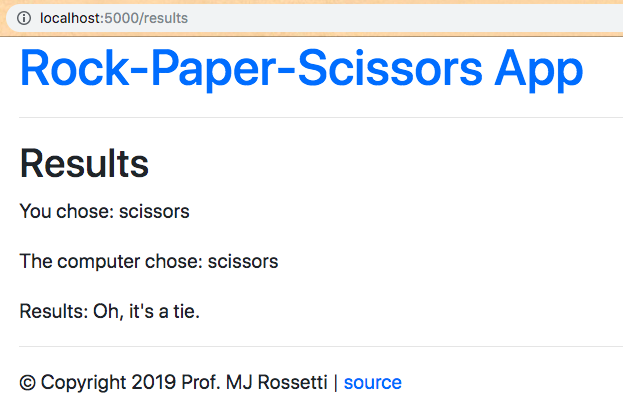 localhost:5000/results
Rock-Paper-Scissors App
Results
You chose: scissors
The computer chose: scissors
Results: Oh, it's a tie.
© Copyright 2019 Prof. MJ Rossetti | source